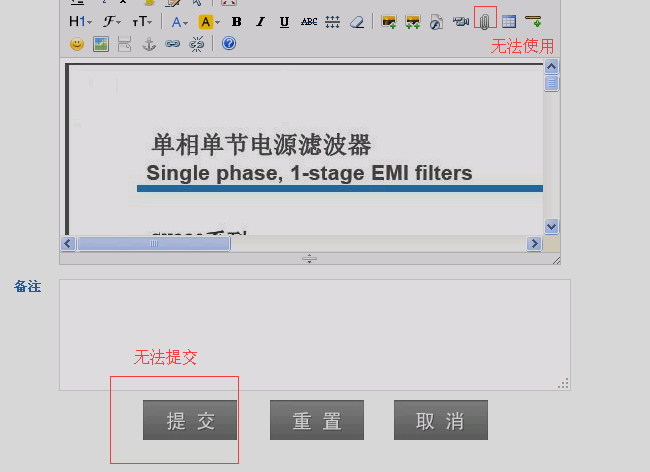 H1 ℱ TT A A B I U ABC
无法使用
单相单节电源滤波器
Single phase, 1-stage EMI filters
备注
无法提交
提 交 重 置 取 消